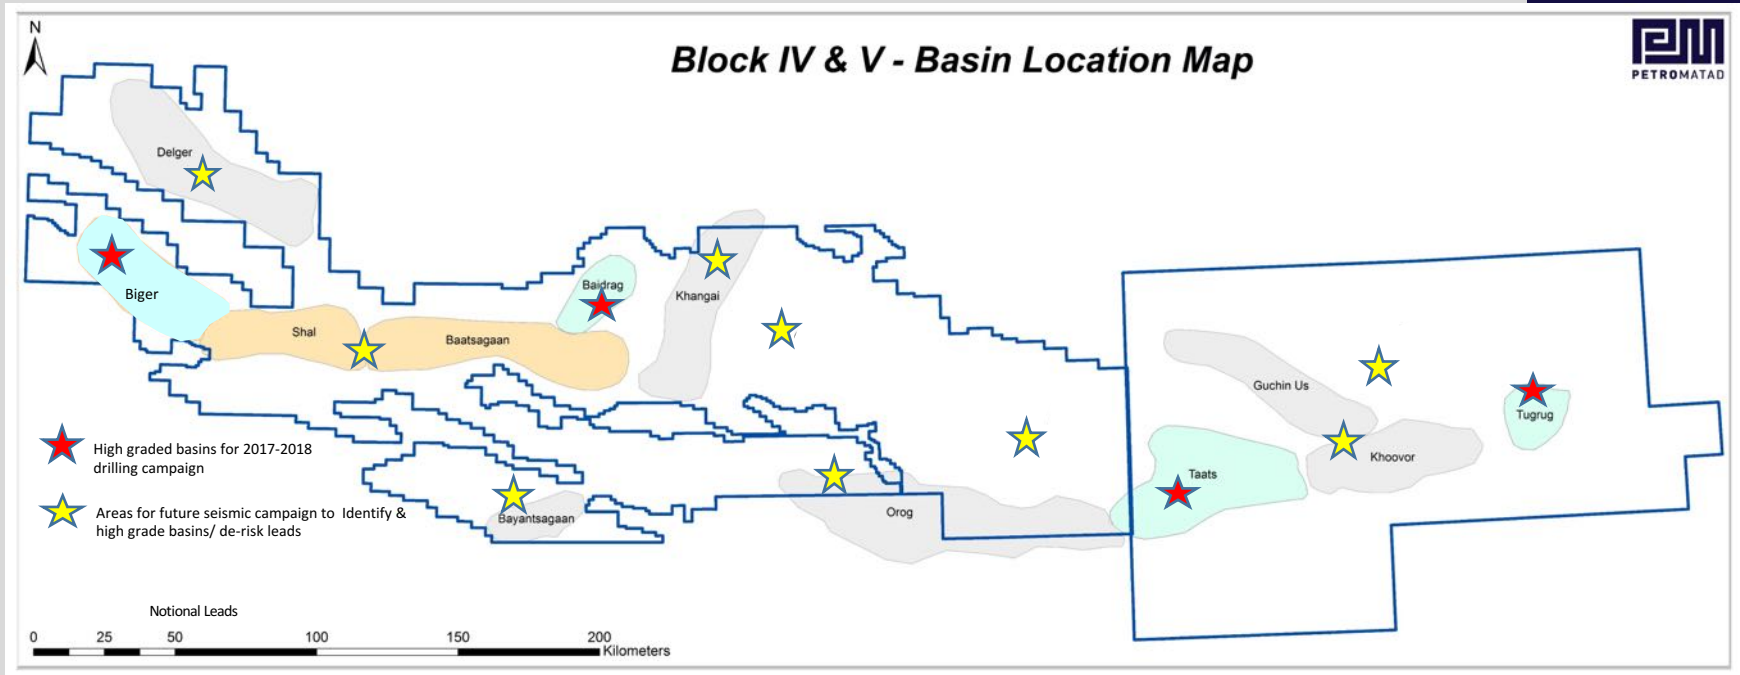 N
Block IV & V - Basin Location Map
PETROMATAD
Delger
Biger
Baidrag
Khangai
Shal
Baatsagaan
Guchin Us
Tugrug
Khoovor
Taats
Orog
Bayantsagaan
High graded basins for 2017-2018
drilling campaign
Areas for future seismic campaign to Identify &
high grade basins/ de-risk leads
Notional Leads
0 25 50 100 150 200
Kilometers